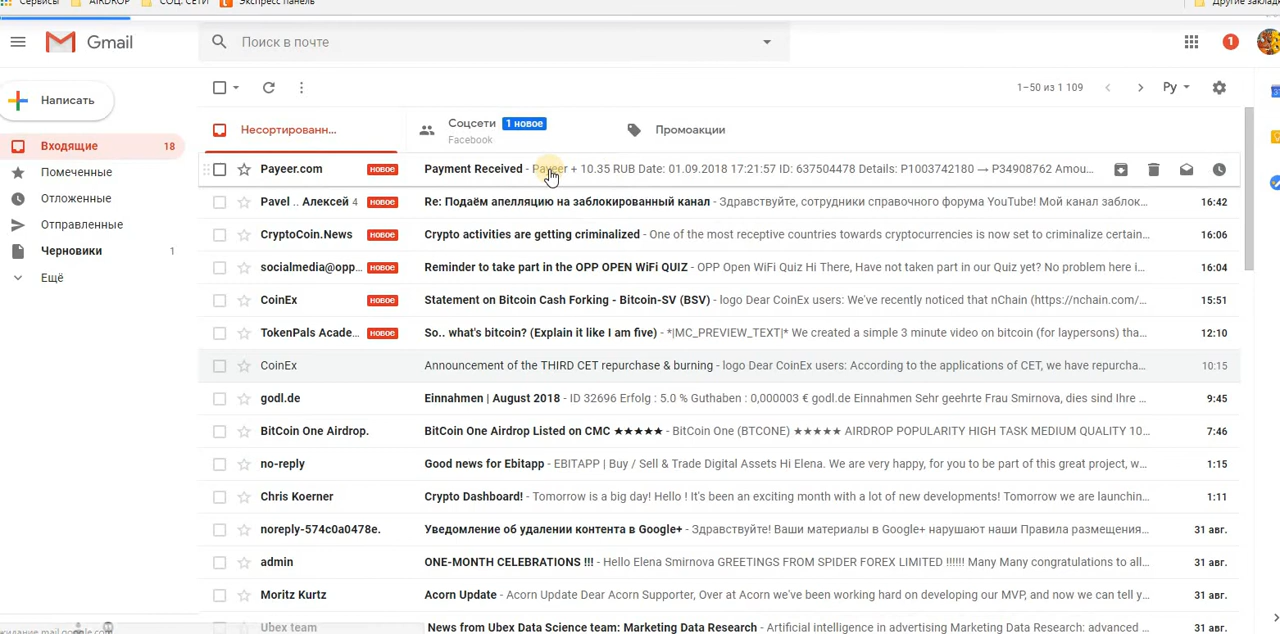 Сервисы AIRDROP СОЦ. СЕТИ Экспресс панель Другие заклад
Gmail Поиск в почте 1
Написать 1–50 из 1 109 Ру
Несортированн... Соцсети 1 новое Промоакции
Facebook
Входящие 18
Помеченные
Отложенные
Отправленные
Черновики 1
Ещё
Payeer.com новое Payment Received - Payeer + 10.35 RUB Date: 01.09.2018 17:21:57 ID: 637504478 Details: P1003742180 → P34908762 Amou...
Pavel .. Алексей 4 новое Re: Подаём апелляцию на заблокированный канал - Здравствуйте, сотрудники справочного форума YouTube! Мой канал заблок... 16:42
CryptoCoin.News новое Crypto activities are getting criminalized - One of the most receptive countries towards cryptocurrencies is now set to criminalize certain... 16:06
socialmedia@opp... новое Reminder to take part in the OPP OPEN WiFi QUIZ - OPP Open WiFi Quiz Hi There, Have not taken part in our Quiz yet? No problem here i... 16:04
CoinEx новое Statement on Bitcoin Cash Forking - Bitcoin-SV (BSV) - logo Dear CoinEx users: We've recently noticed that nChain (https://nchain.com/... 15:51
TokenPals Acade... новое So.. what's bitcoin? (Explain it like I am five) - *|MC_PREVIEW_TEXT|* We created a simple 3 minute video on bitcoin (for laypersons) tha... 12:10
CoinEx Announcement of the THIRD CET repurchase & burning - logo Dear CoinEx users: According to the applications of CET, we have repurcha... 10:15
godl.de Einnahmen | August 2018 - ID 32696 Erfolg : 5.0 % Guthaben : 0,000003 € godl.de Einnahmen Sehr geehrte Frau Smirnova, dies sind Ihre ... 9:45
BitCoin One Airdrop. BitCoin One Airdrop Listed on CMC ★★★★★ - BitCoin One (BTCONE) ★★★★★ AIRDROP POPULARITY HIGH TASK MEDIUM QUALITY 10... 7:46
no-reply Good news for Ebitapp - EBITAPP | Buy / Sell & Trade Digital Assets Hi Elena. We are very happy, for you to be part of this great project, w... 1:15
Chris Koerner Crypto Dashboard! - Tomorrow is a big day! Hello ! It's been an exciting month with a lot of new developments! Tomorrow we are launchin... 1:11
noreply-574c0a0478e. Уведомление об удалении контента в Google+ - Здравствуйте! Ваши материалы в Google+ нарушают наши Правила размещения... 31 авг.
admin ONE-MONTH CELEBRATIONS !!! - Hello Elena Smirnova GREETINGS FROM SPIDER FOREX LIMITED !!!!!! Many Many congratulations to all... 31 авг.
Moritz Kurtz Acorn Update - Acorn Update Dear Acorn Supporter, Over at Acorn we've been working hard on developing our MVP, and now we can tell y... 31 авг.
Ubex team News from Ubex Data Science team: Marketing Data Research - Artificial intelligence in advertising Marketing Data Research: advanced ... 31 авг.